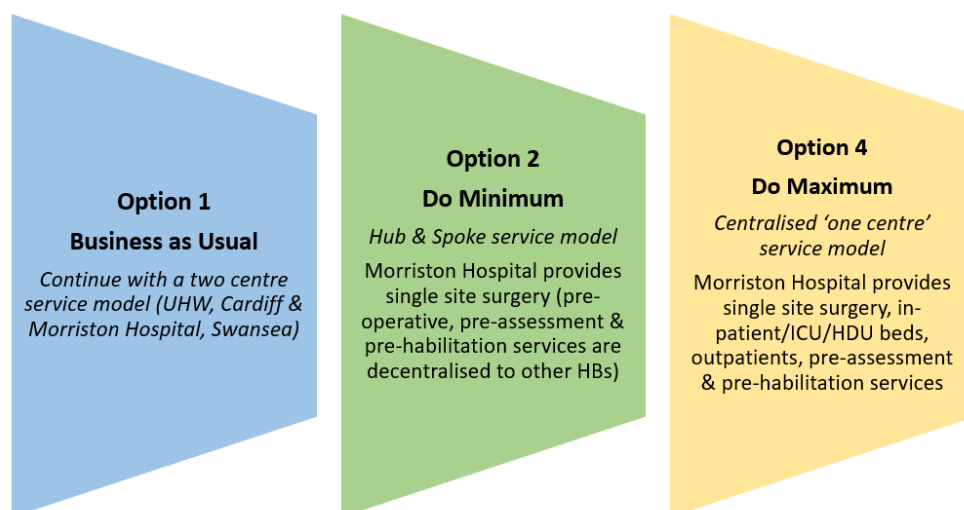 Option 1
Business as Usual
Continue with a two centre
service model (UHW, Cardiff &
Morriston Hospital, Swansea)
Option 2
Do Minimum
Hub & Spoke service model
Morriston Hospital provides
single site surgery (pre-
operative, pre-assessment &
pre-habilitation services are
decentralised to other HBs)
Option 4
Do Maximum
Centralised ‘one centre’
service model
Morriston Hospital provides
single site surgery, in-
patient/ICU/HDU beds,
outpatients, pre-assessment
& pre-habilitation services